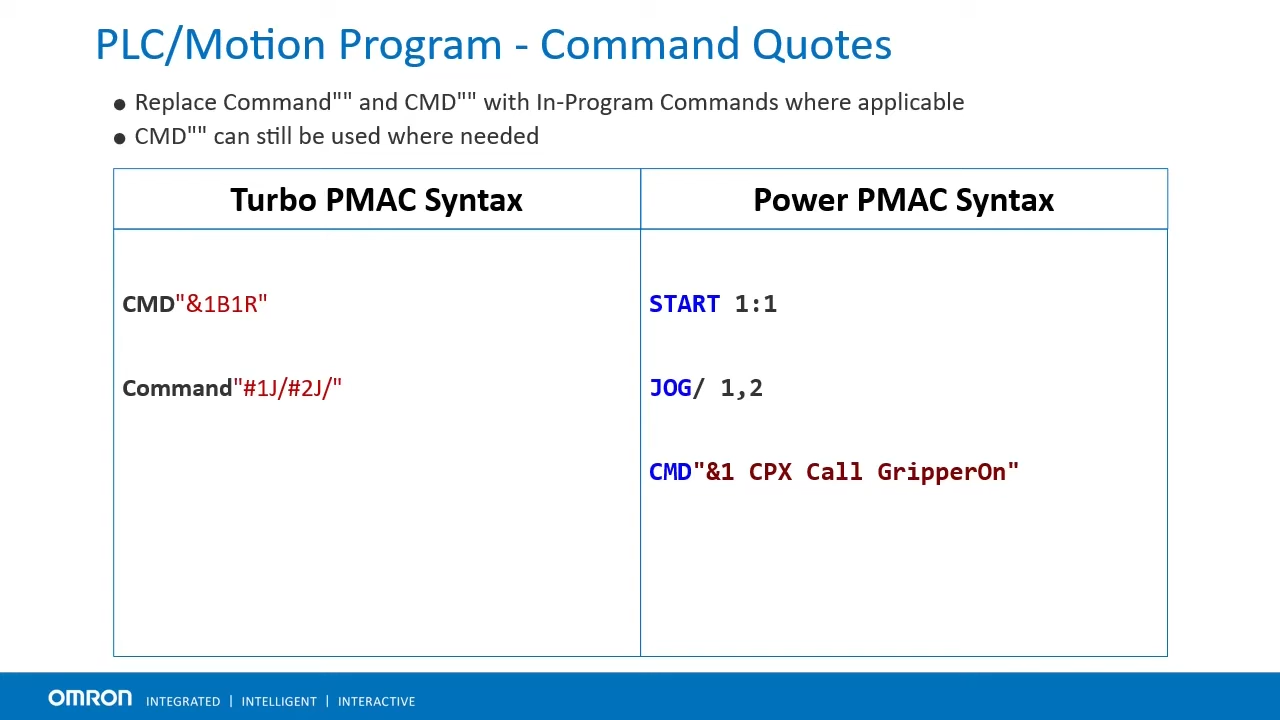 PLC/Motion Program - Command Quotes
● Replace Command"" and CMD"" with In-Program Commands where applicable
● CMD"" can still be used where needed
Turbo PMAC Syntax
Power PMAC Syntax
CMD"&1B1R"
START 1:1
Command"#1J/#2J/"
JOG/ 1,2
CMD"&1 CPX Call GripperOn"
OMRON INTEGRATED | INTELLIGENT | INTERACTIVE